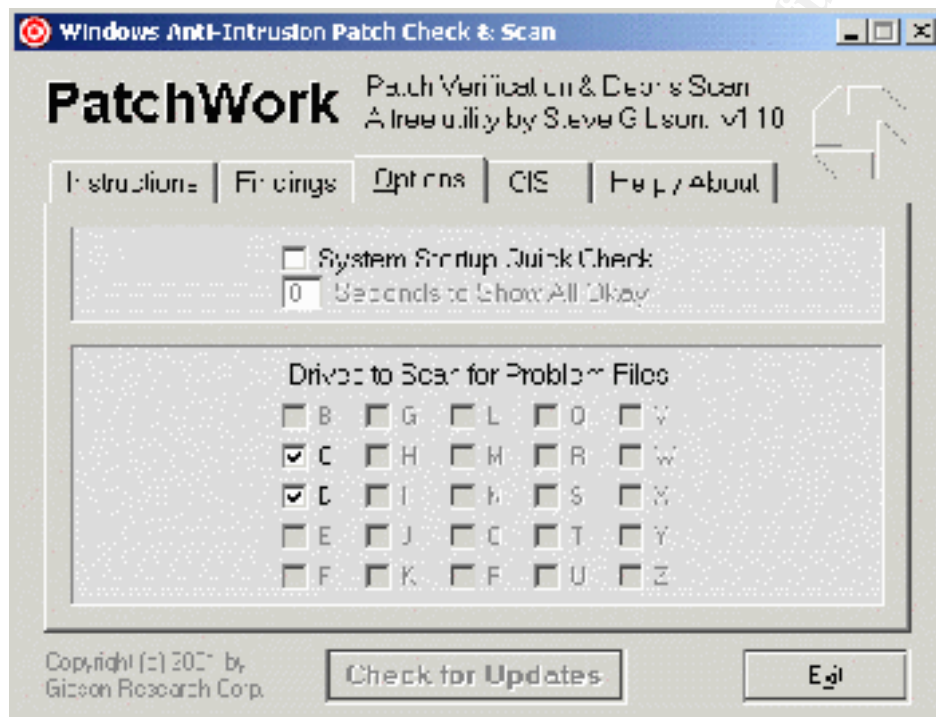 Windows Anti-Intrusion Patch Check & Scan
PatchWork
Patch Verification & Debris Scan
A free utility by Steve Gibson. v1.10
Instructions
Findings
Options
CIS
Help / About
System Startup Quick Check
0 Seconds to Show All Okay
Drives to Scan for Problem Files
B G L Q V
C H M R W
D I N S X
E J O T Y
F K P U Z
Copyright (c) 2001 by
Gibson Research Corp.
Check for Updates
Exit